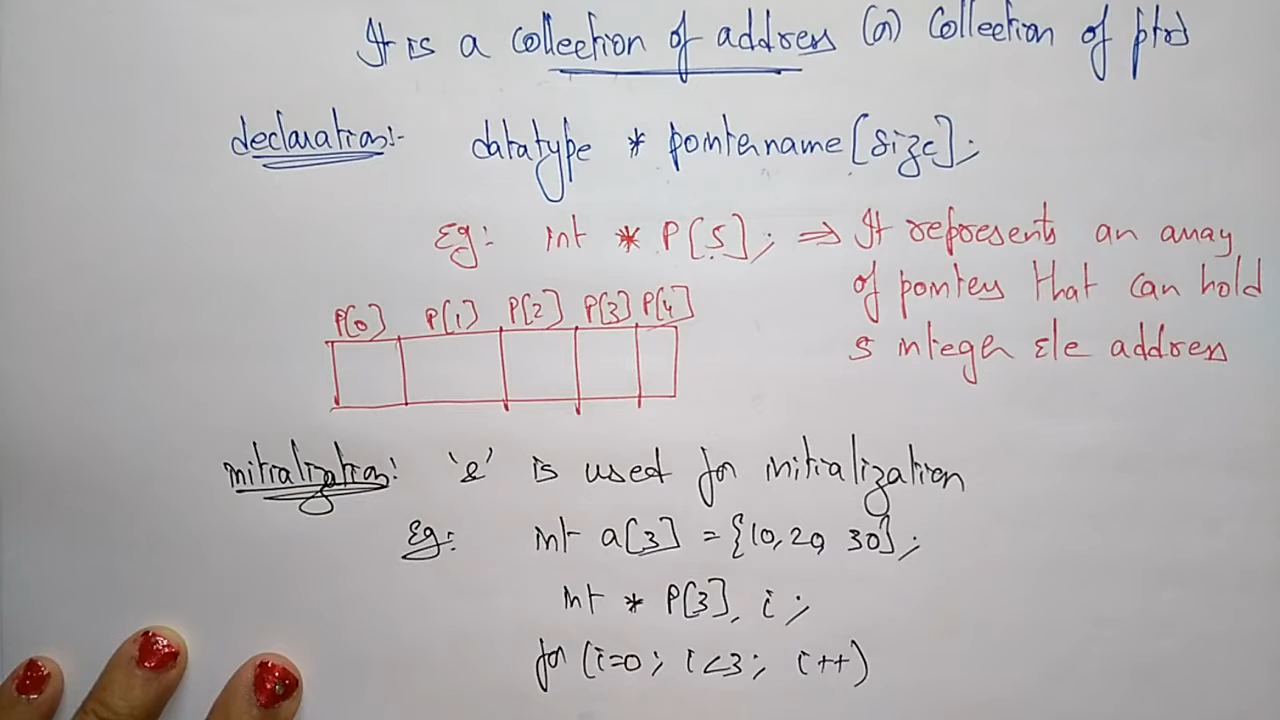 It is a collection of address (or) collection of ptrs
declaration:- datatype * pointername[size];
Eg: int * P[5]; ⇒ It represents an array
of pointers that can hold
5 integer ele address
P[0] P[1] P[2] P[3] P[4]
initialization: '&' is used for initialization
Eg: int a[3] = {10, 20, 30};
int * P[3], i;
for (i=0; i<3; i++)